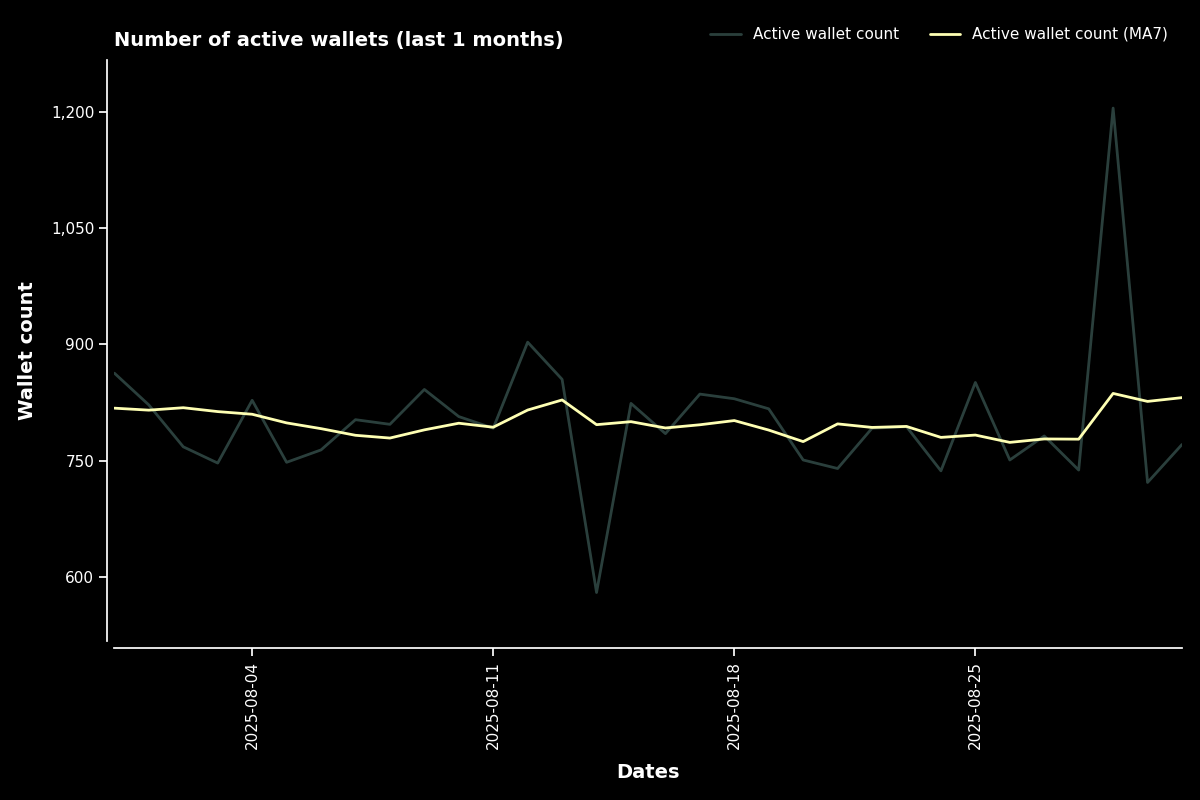 Number of active wallets (last 1 months)
Active wallet count
Active wallet count (MA7)
Wallet count
1,200
1,050
900
750
600
2025-08-04
2025-08-11
2025-08-18
2025-08-25
Dates